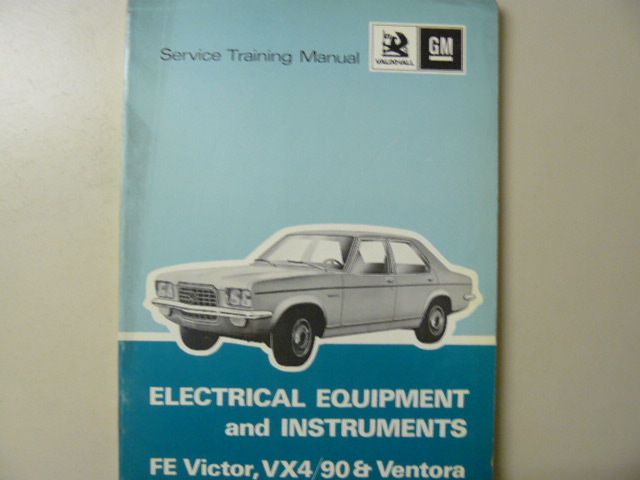 Service Training Manual
VAUXHALL
GM
ELECTRICAL EQUIPMENT
and INSTRUMENTS
FE Victor, VX4/90 & Ventora